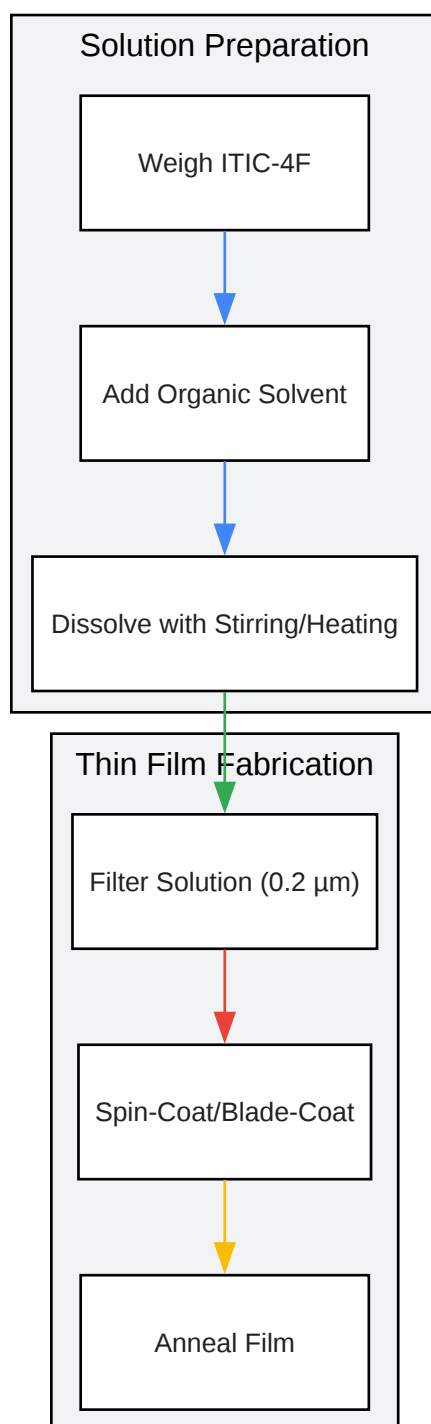 Solution Preparation
Weigh ITIC-4F
Add Organic Solvent
Dissolve with Stirring/Heating
Thin Film Fabrication
Filter Solution (0.2 µm)
Spin-Coat/Blade-Coat
Anneal Film